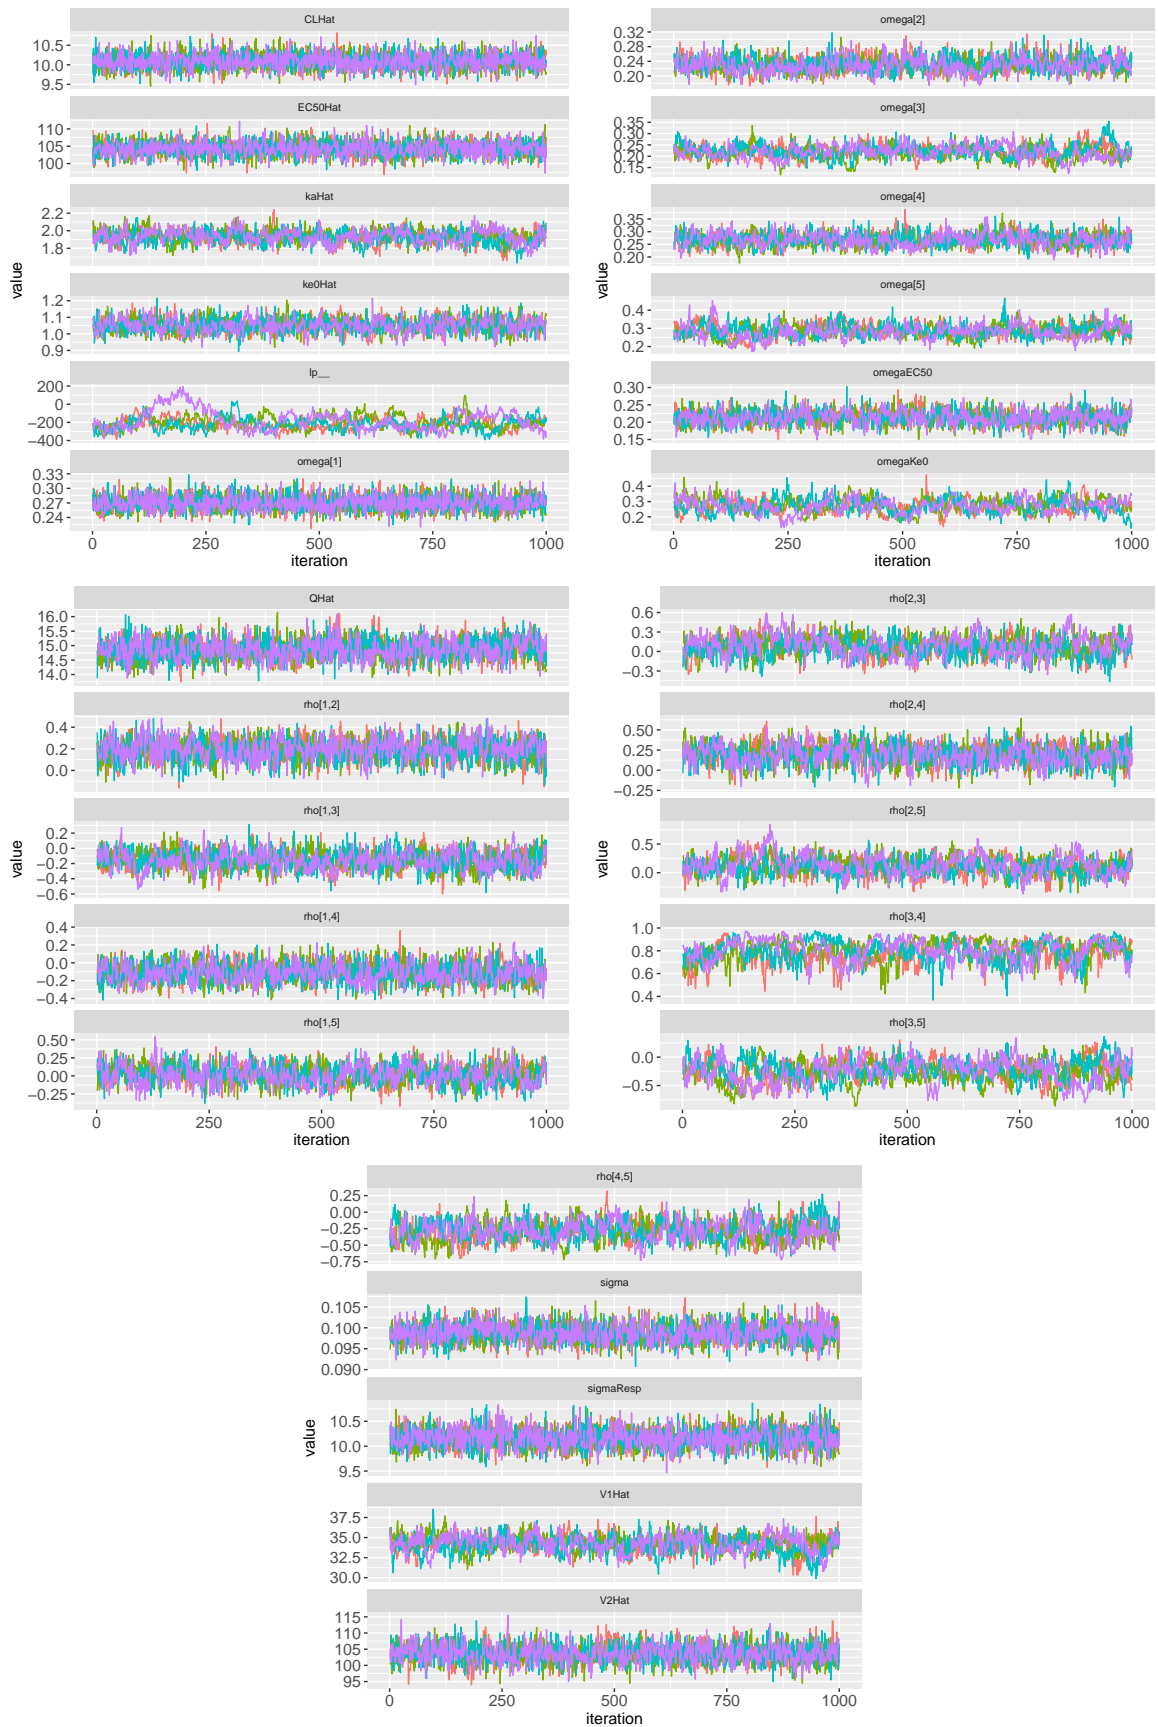 CLHat
10.5
10.0
9.5
EC50Hat
110
105
100
kaHat
2.2
2.0
1.8
ke0Hat
1.2
1.1
1.0
0.9
lp__
200
0
−200
−400
omega[1]
0.33
0.30
0.27
0.24
0 250 500 750 1000
iteration
value
omega[2]
0.32
0.28
0.24
0.20
omega[3]
0.35
0.30
0.25
0.20
0.15
omega[4]
0.35
0.30
0.25
0.20
omega[5]
0.4
0.3
0.2
omegaEC50
0.30
0.25
0.20
0.15
omegaKe0
0.4
0.3
0.2
0 250 500 750 1000
iteration
value
QHat
16.0
15.5
15.0
14.5
14.0
rho[1,2]
0.4
0.2
0.0
rho[1,3]
0.2
0.0
−0.2
−0.4
−0.6
rho[1,4]
0.4
0.2
0.0
−0.2
−0.4
rho[1,5]
0.50
0.25
0.00
−0.25
0 250 500 750 1000
iteration
value
rho[2,3]
0.6
0.3
0.0
−0.3
rho[2,4]
0.50
0.25
0.00
−0.25
rho[2,5]
0.5
0.0
rho[3,4]
1.0
0.8
0.6
0.4
rho[3,5]
0.0
−0.5
0 250 500 750 1000
iteration
value
rho[4,5]
0.25
0.00
−0.25
−0.50
−0.75
sigma
0.105
0.100
0.095
0.090
sigmaResp
10.5
10.0
9.5
V1Hat
37.5
35.0
32.5
30.0
V2Hat
115
110
105
100
95
0 250 500 750 1000
iteration
value